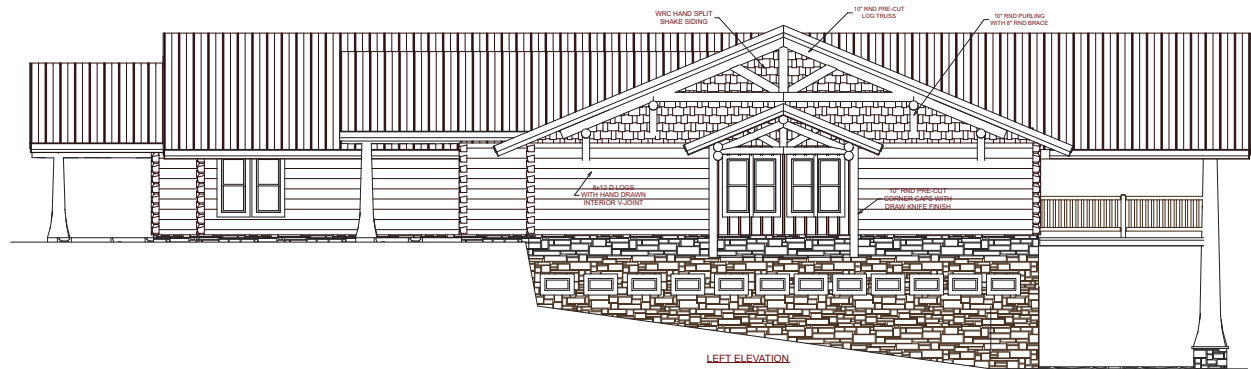 WRC HAND SPLIT
SHAKE SIDING
10" RND PRE-CUT
LOG TRUSS
10" RND PURLING
WITH 8" RND BRACE
8x12 D LOGS
WITH HAND DRAWN
INTERIOR V-JOINT
10" RND PRE-CUT
CORNER CAPS WITH
DRAW KNIFE FINISH
LEFT ELEVATION